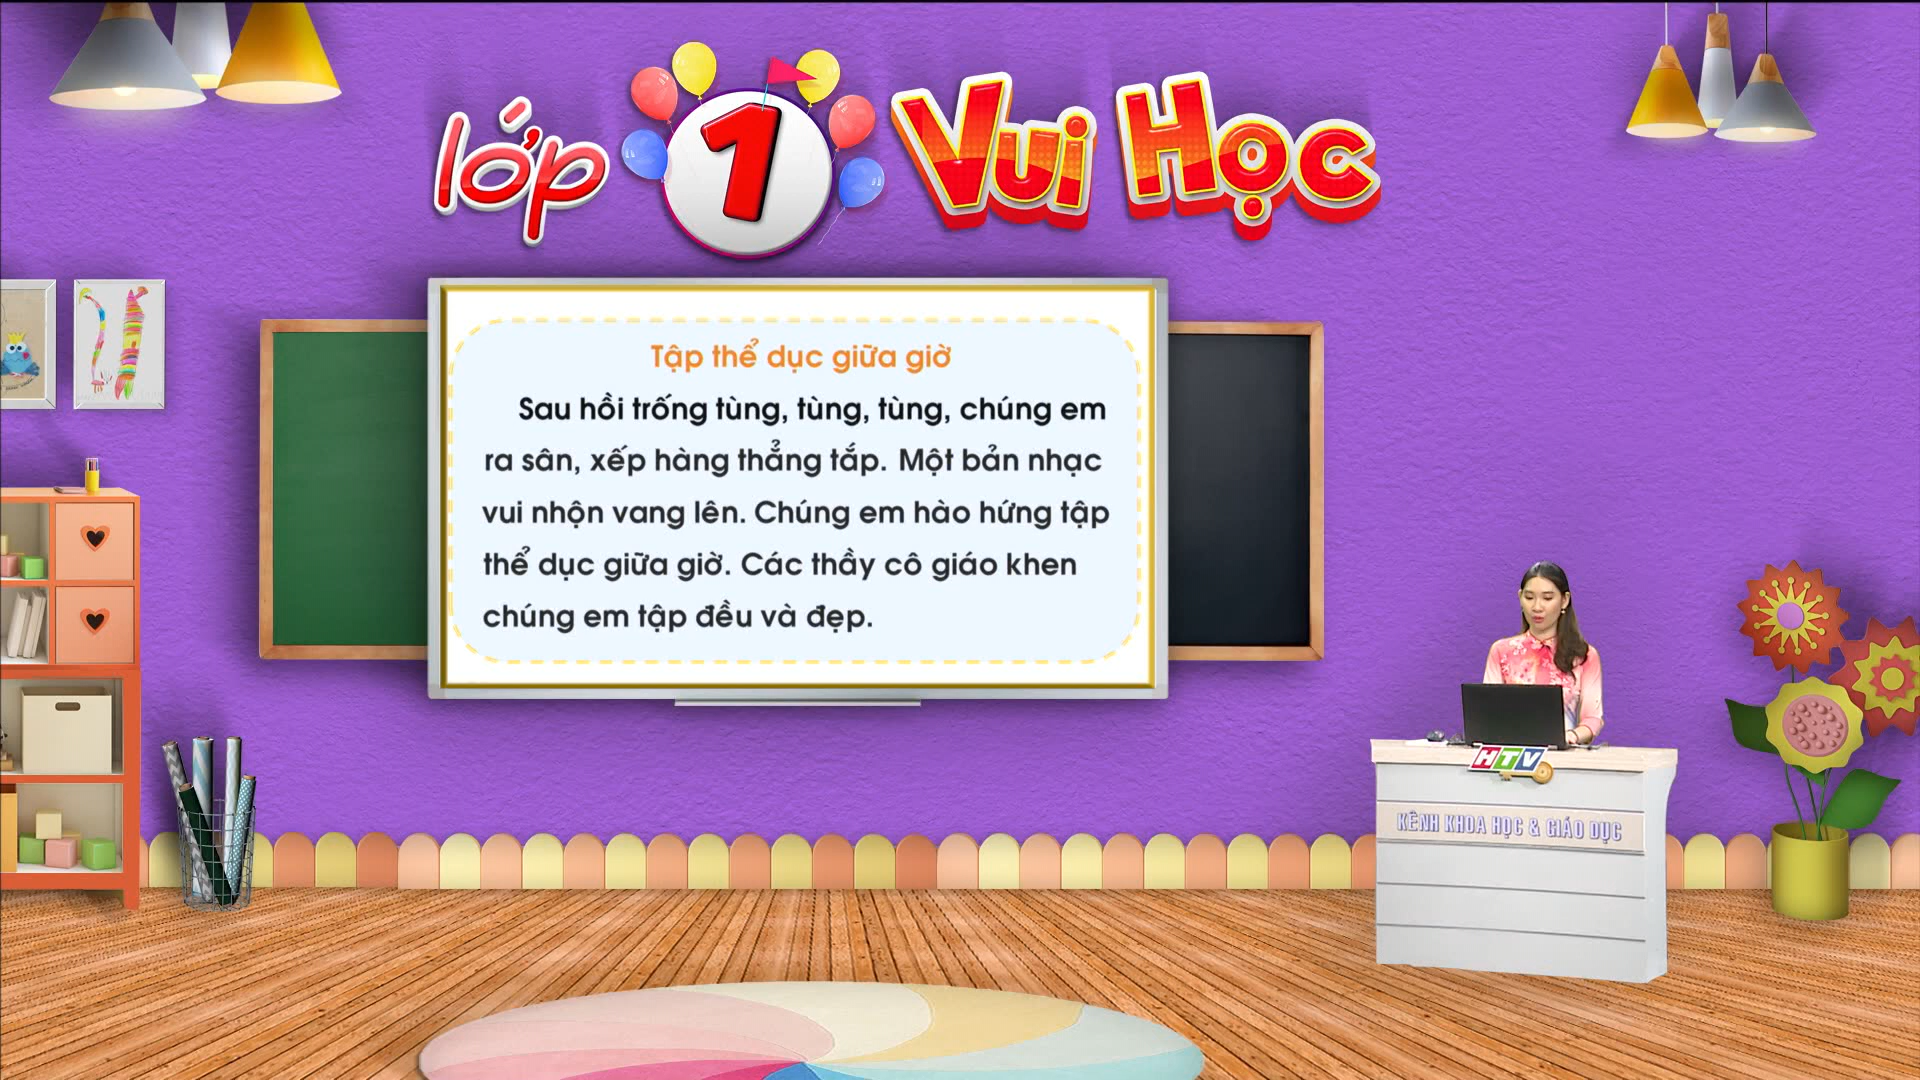 lớp 1 Vui Học
Tập thể dục giữa giờ
Sau hồi trống tùng, tùng, tùng, chúng em
ra sân, xếp hàng thẳng tắp. Một bản nhạc
vui nhộn vang lên. Chúng em hào hứng tập
thể dục giữa giờ. Các thầy cô giáo khen
chúng em tập đều và đẹp.
HTV
KÊNH KHOA HỌC & GIÁO DỤC